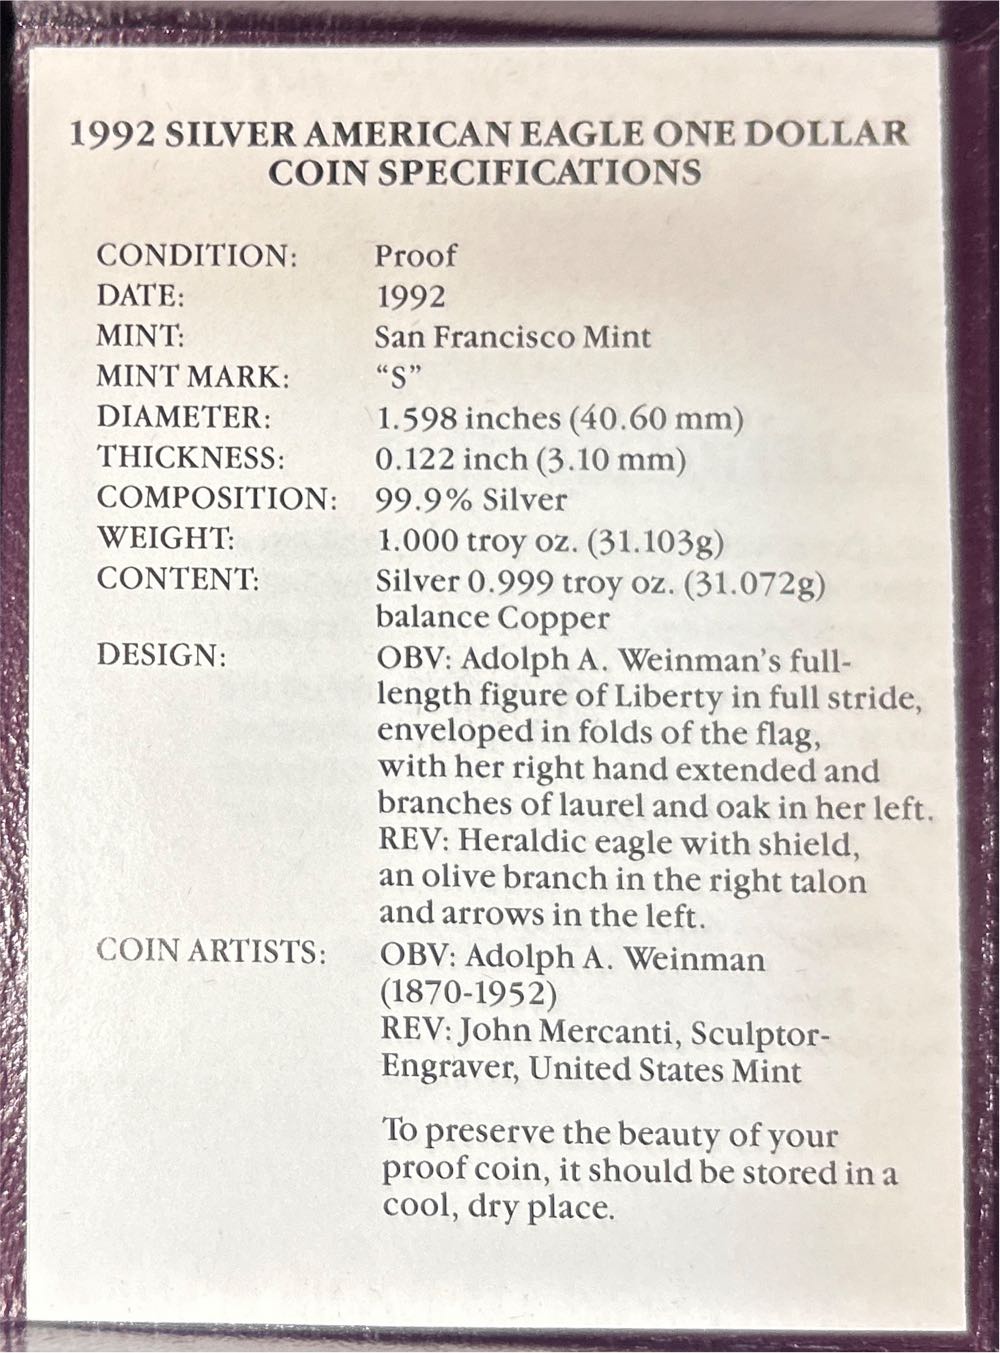 1992 SILVER AMERICAN EAGLE ONE DOLLAR
COIN SPECIFICATIONS
CONDITION: Proof
DATE: 1992
MINT: San Francisco Mint
MINT MARK: “S”
DIAMETER: 1.598 inches (40.60 mm)
THICKNESS: 0.122 inch (3.10 mm)
COMPOSITION: 99.9% Silver
WEIGHT: 1.000 troy oz. (31.103g)
CONTENT: Silver 0.999 troy oz. (31.072g)
balance Copper
DESIGN: OBV: Adolph A. Weinman’s full-
length figure of Liberty in full stride,
enveloped in folds of the flag,
with her right hand extended and
branches of laurel and oak in her left.
REV: Heraldic eagle with shield,
an olive branch in the right talon
and arrows in the left.
COIN ARTISTS: OBV: Adolph A. Weinman
(1870-1952)
REV: John Mercanti, Sculptor-
Engraver, United States Mint
To preserve the beauty of your
proof coin, it should be stored in a
cool, dry place.